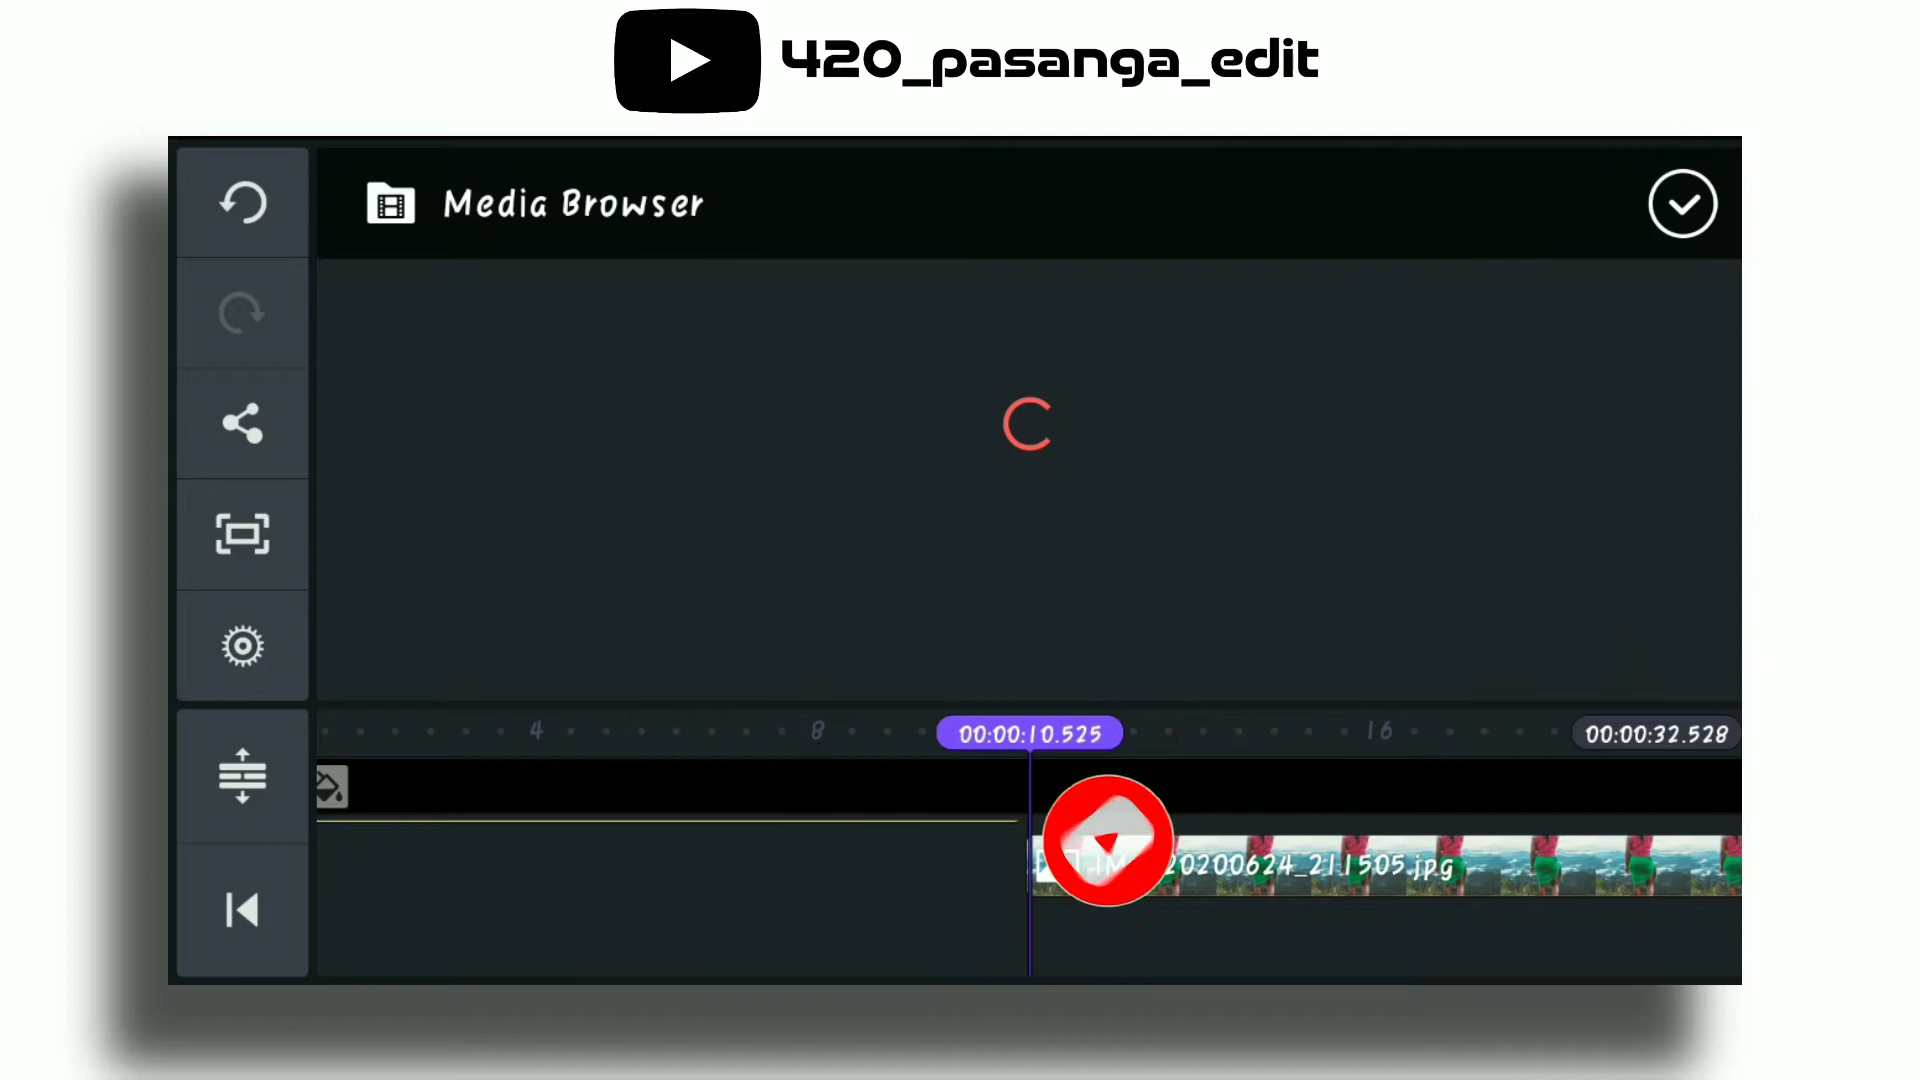 420_pasanga_edit
Media Browser
4
8
00:00:10.525
16
00:00:32.528
20200624_211505.jpg